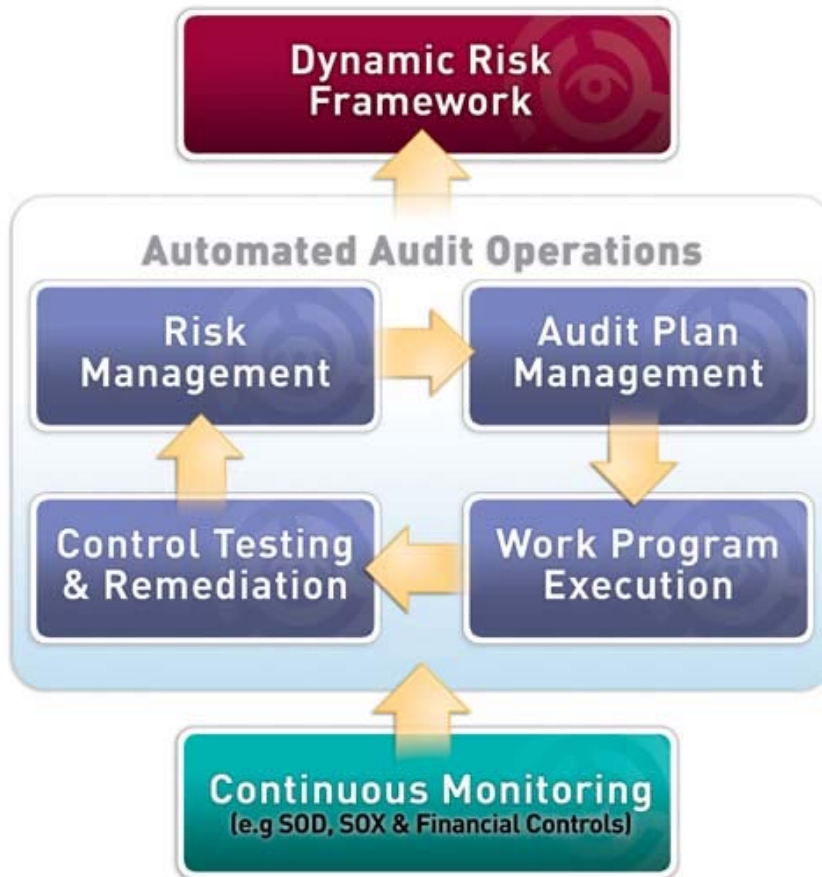 Dynamic Risk
Framework
Automated Audit Operations
Risk
Management
Audit Plan
Management
Control Testing
& Remediation
Work Program
Execution
Continuous Monitoring
(e.g SOD, SOX & Financial Controls)